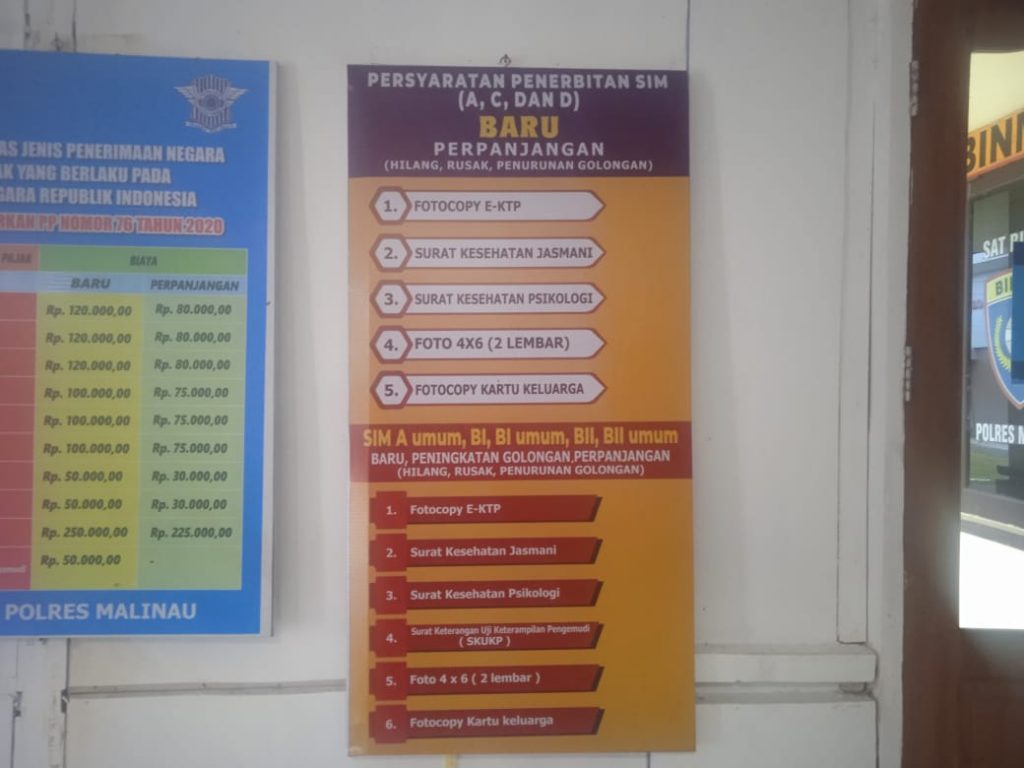 AS JENIS PENERIMAAN NEGARA
AK YANG BERLAKU PADA
GARA REPUBLIK INDONESIA
RKAN PP NOMOR 76 TAHUN 2020
PAJAK BIAYA
BARU PERPANJANGAN
Rp. 120.000,00 Rp. 80.000,00
Rp. 120.000,00 Rp. 80.000,00
Rp. 120.000,00 Rp. 80.000,00
Rp. 100.000,00 Rp. 75.000,00
Rp. 100.000,00 Rp. 75.000,00
Rp. 100.000,00 Rp. 75.000,00
Rp. 50.000,00 Rp. 30.000,00
Rp. 50.000,00 Rp. 30.000,00
Rp. 250.000,00 Rp. 225.000,00
Rp. 50.000,00
POLRES MALINAU
PERSYARATAN PENERBITAN SIM
(A, C, DAN D)
BARU
PERPANJANGAN
(HILANG, RUSAK, PENURUNAN GOLONGAN)
1. FOTOCOPY E-KTP
2. SURAT KESEHATAN JASMANI
3. SURAT KESEHATAN PSIKOLOGI
4. FOTO 4X6 (2 LEMBAR)
5. FOTOCOPY KARTU KELUARGA
SIM A umum, BI, BI umum, BII, BII umum
BARU, PENINGKATAN GOLONGAN,PERPANJANGAN
(HILANG, RUSAK, PENURUNAN GOLONGAN)
1. Fotocopy E-KTP
2. Surat Kesehatan Jasmani
3. Surat Kesehatan Psikologi
4. Surat Keterangan Uji Keterampilan Pengemudi
( SKUKP )
5. Foto 4 x 6 ( 2 lembar )
6. Fotocopy Kartu keluarga
BIN
SAT BI
BI
POLRES M